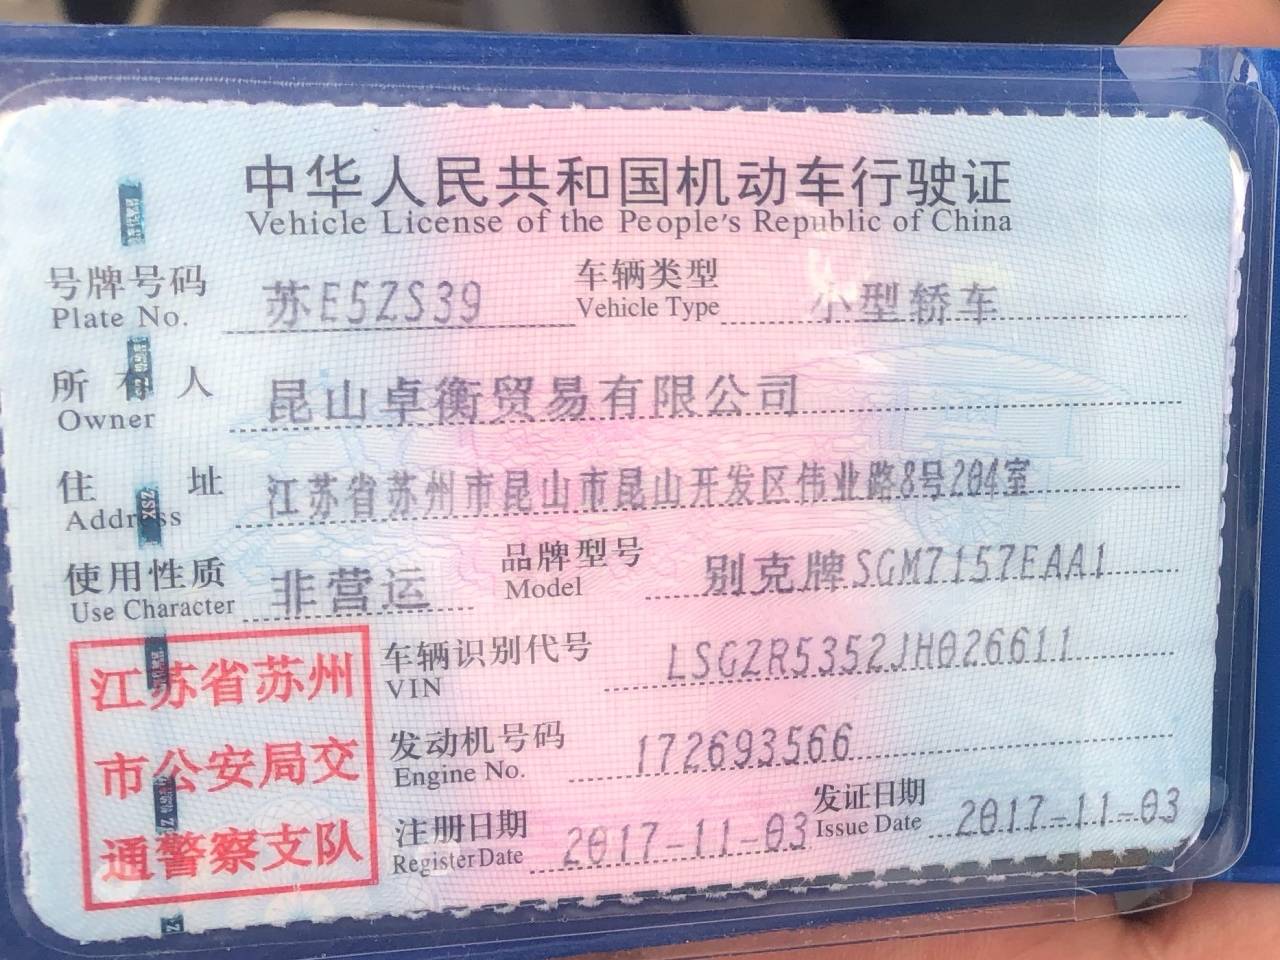 中华人民共和国机动车行驶证
Vehicle License of the People's Republic of China
号牌号码 苏E5ZS39 车辆类型 小型轿车
Plate No. Vehicle Type
所有人 昆山卓衡贸易有限公司
Owner
住址 江苏省苏州市昆山市昆山开发区伟业路8号204室
Address
使用性质 非营运 品牌型号 别克牌SGM7157EAA1
Use Character Model
车辆识别代号 LSGZR5352JH026611
VIN
发动机号码 172693566
Engine No.
注册日期 2017-11-03 发证日期 2017-11-03
Register Date Issue Date
江苏省苏州
市公安局交
通警察支队